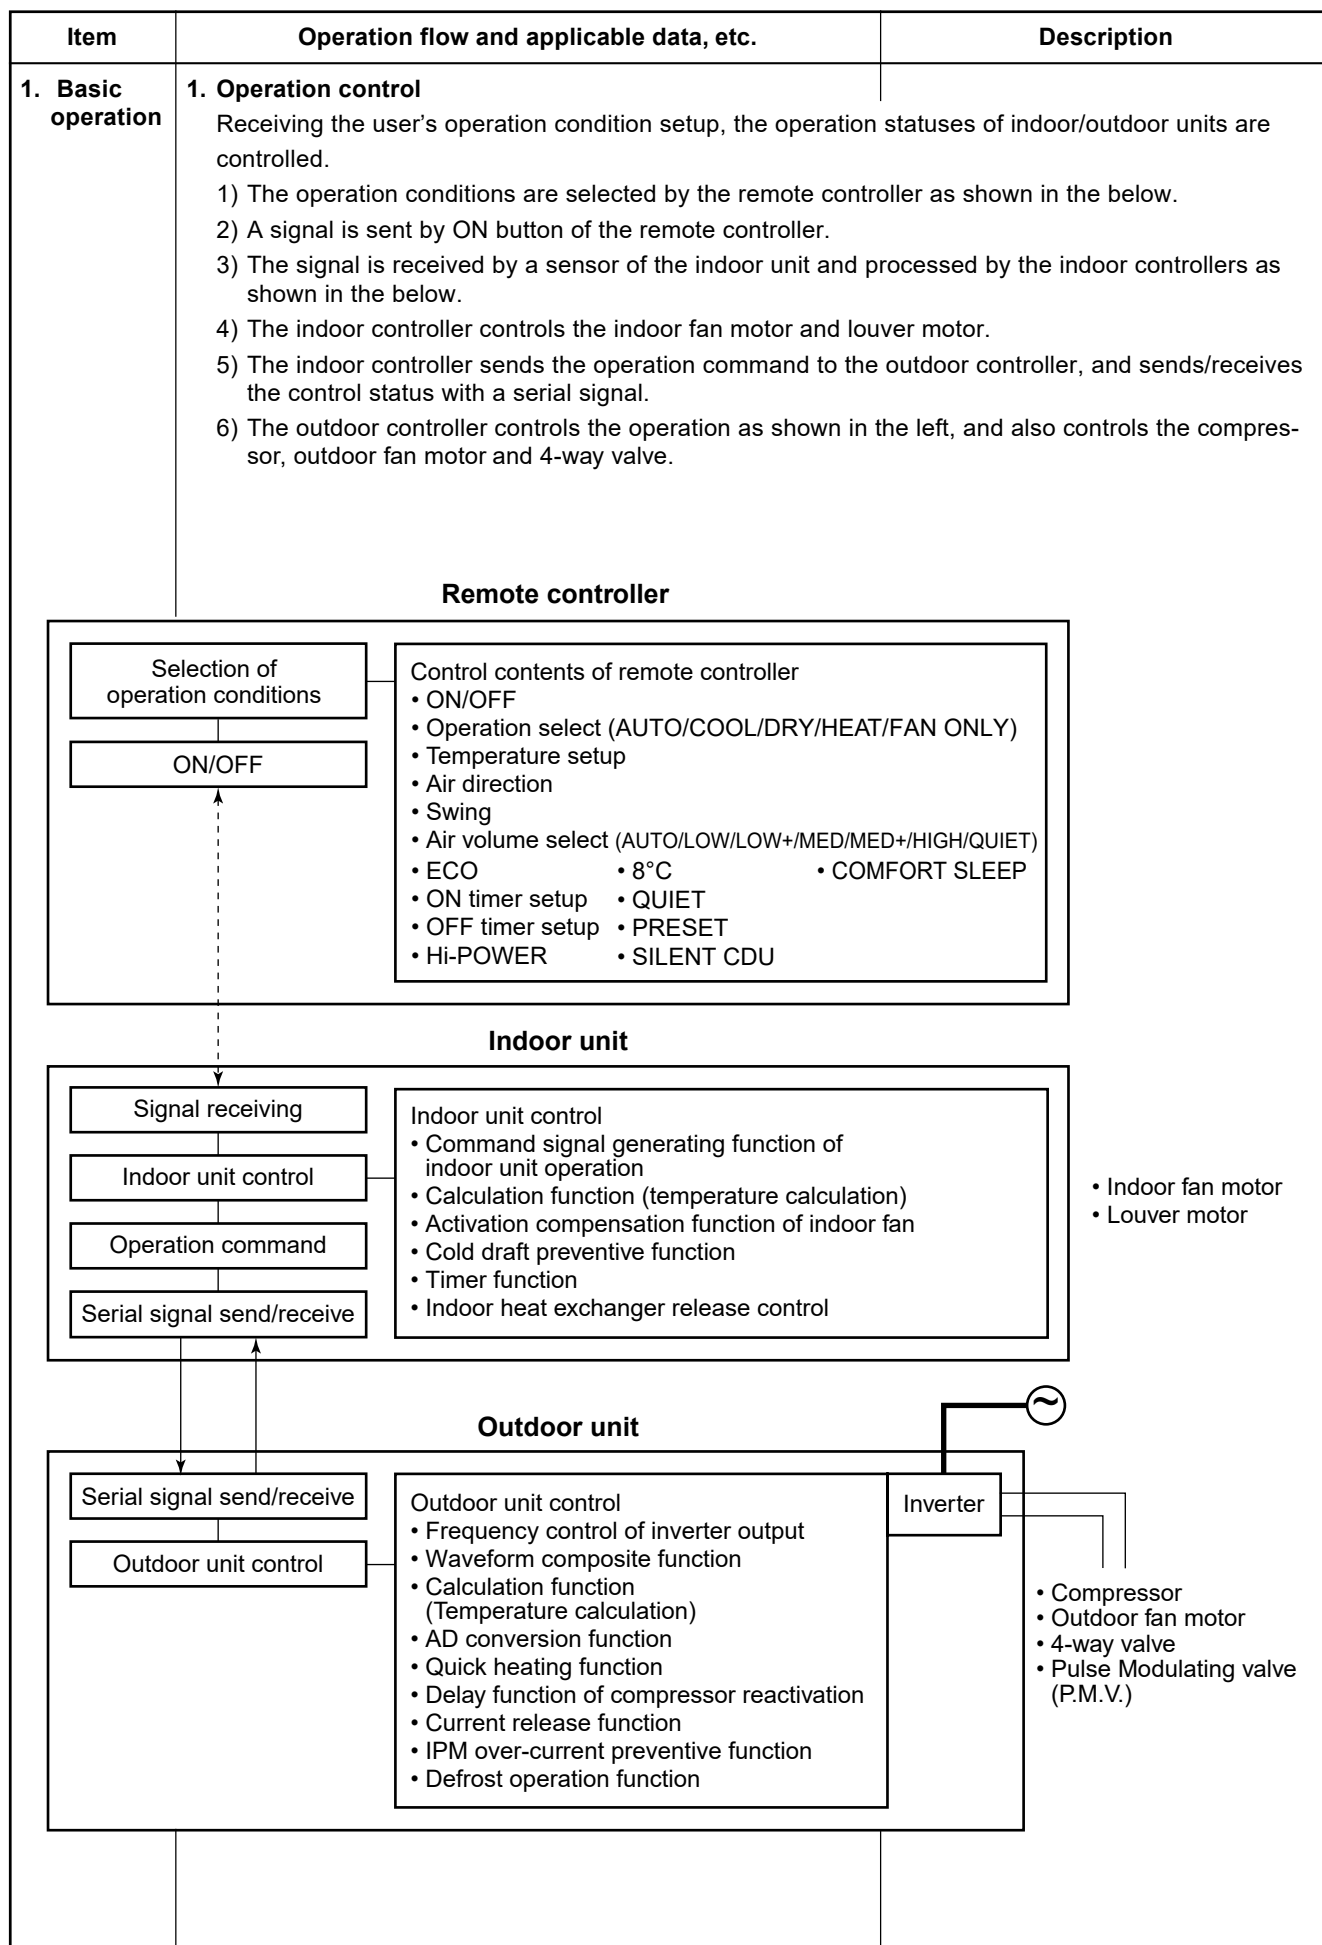 Item
Operation flow and applicable data, etc.
Description
1. Basic
operation
1. Operation control
Receiving the user's operation condition setup, the operation statuses of indoor/outdoor units are
controlled.
1) The operation conditions are selected by the remote controller as shown in the below.
2) A signal is sent by ON button of the remote controller.
3) The signal is received by a sensor of the indoor unit and processed by the indoor controllers as
shown in the below.
4) The indoor controller controls the indoor fan motor and louver motor.
5) The indoor controller sends the operation command to the outdoor controller, and sends/receives
the control status with a serial signal.
6) The outdoor controller controls the operation as shown in the left, and also controls the compres-
sor, outdoor fan motor and 4-way valve.
Remote controller
Selection of
operation conditions
ON/OFF
Control contents of remote controller
• ON/OFF
• Operation select (AUTO/COOL/DRY/HEAT/FAN ONLY)
• Temperature setup
• Air direction
• Swing
• Air volume select (AUTO/LOW/LOW+/MED/MED+/HIGH/QUIET)
• ECO • 8°C • COMFORT SLEEP
• ON timer setup • QUIET
• OFF timer setup • PRESET
• Hi-POWER • SILENT CDU
Indoor unit
Signal receiving
Indoor unit control
Operation command
Serial signal send/receive
Indoor unit control
• Command signal generating function of
indoor unit operation
• Calculation function (temperature calculation)
• Activation compensation function of indoor fan
• Cold draft preventive function
• Timer function
• Indoor heat exchanger release control
• Indoor fan motor
• Louver motor
Outdoor unit
Serial signal send/receive
Outdoor unit control
Outdoor unit control
• Frequency control of inverter output
• Waveform composite function
• Calculation function
(Temperature calculation)
• AD conversion function
• Quick heating function
• Delay function of compressor reactivation
• Current release function
• IPM over-current preventive function
• Defrost operation function
Inverter
~
• Compressor
• Outdoor fan motor
• 4-way valve
• Pulse Modulating valve
(P.M.V.)